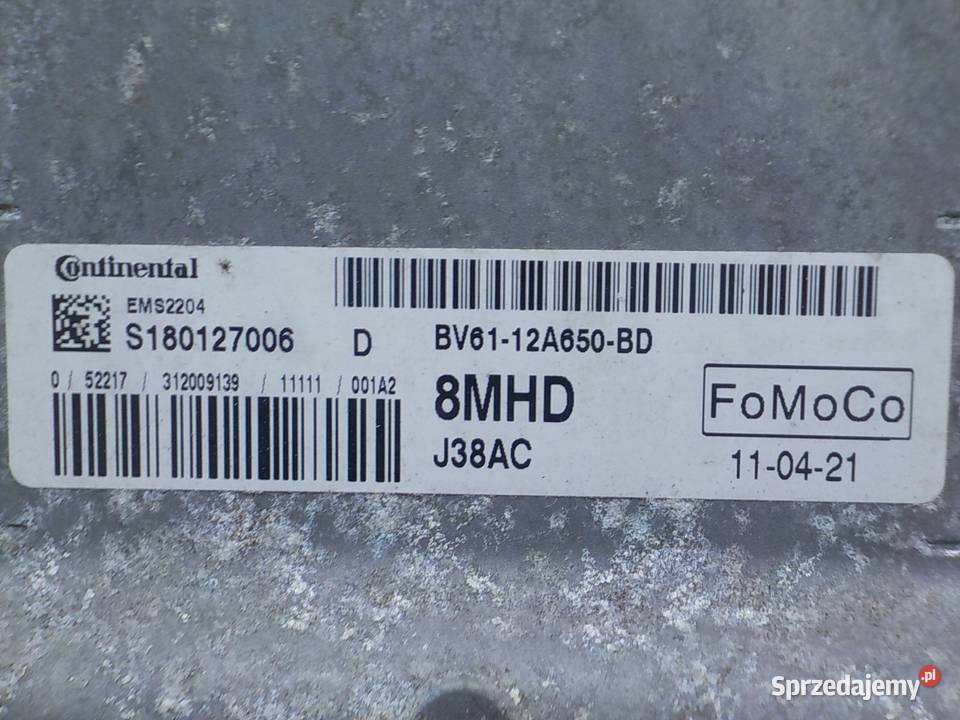 Continental *
EMS2204
S180127006 D BV61-12A650-BD
0 / 52217 / 312009139 / 11111 / 001A2
8MHD
FoMoCo
J38AC
11-04-21
Sprzedajemy.pl